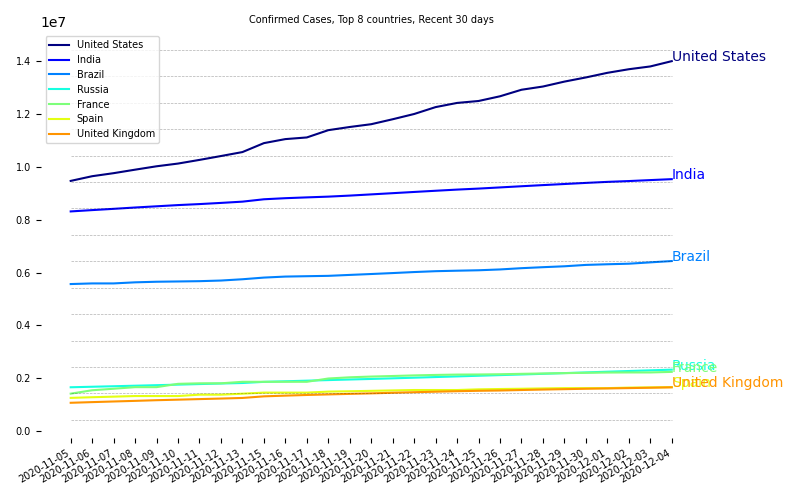 Confirmed Cases, Top 8 countries, Recent 30 days
1e7
United States
India
Brazil
Russia
France
Spain
United Kingdom
1.4
1.2
1.0
0.8
0.6
0.4
0.2
0.0
United States
India
Brazil
Russia
France
Spain
United Kingdom
2020-11-05
2020-11-06
2020-11-07
2020-11-08
2020-11-09
2020-11-10
2020-11-11
2020-11-12
2020-11-13
2020-11-14
2020-11-15
2020-11-16
2020-11-17
2020-11-18
2020-11-19
2020-11-20
2020-11-21
2020-11-22
2020-11-23
2020-11-24
2020-11-25
2020-11-26
2020-11-27
2020-11-28
2020-11-29
2020-11-30
2020-12-01
2020-12-02
2020-12-03
2020-12-04